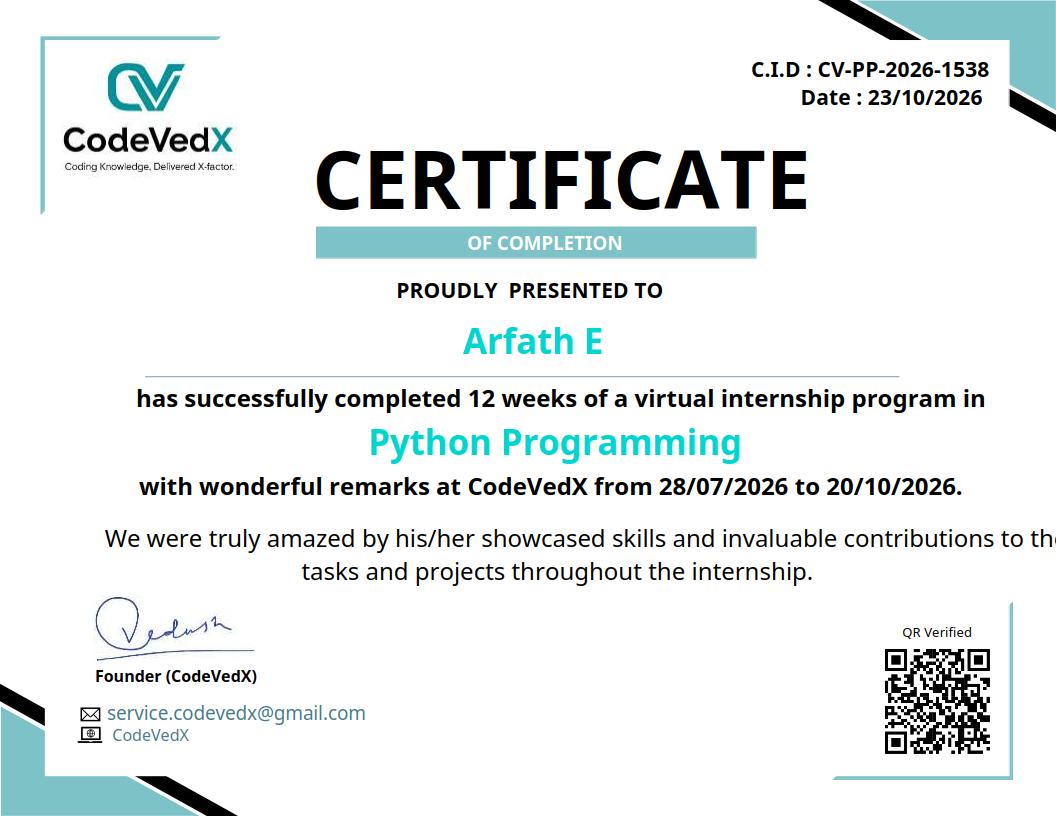 CV
CodeVedX
Coding Knowledge, Delivered X-factor.
C.I.D : CV-PP-2026-1538
Date : 23/10/2026
CERTIFICATE
OF COMPLETION
PROUDLY PRESENTED TO
Arfath E
has successfully completed 12 weeks of a virtual internship program in
Python Programming
with wonderful remarks at CodeVedX from 28/07/2026 to 20/10/2026.
We were truly amazed by his/her showcased skills and invaluable contributions to the
tasks and projects throughout the internship.
Vedush
Founder (CodeVedX)
service.codevedx@gmail.com
CodeVedX
QR Verified